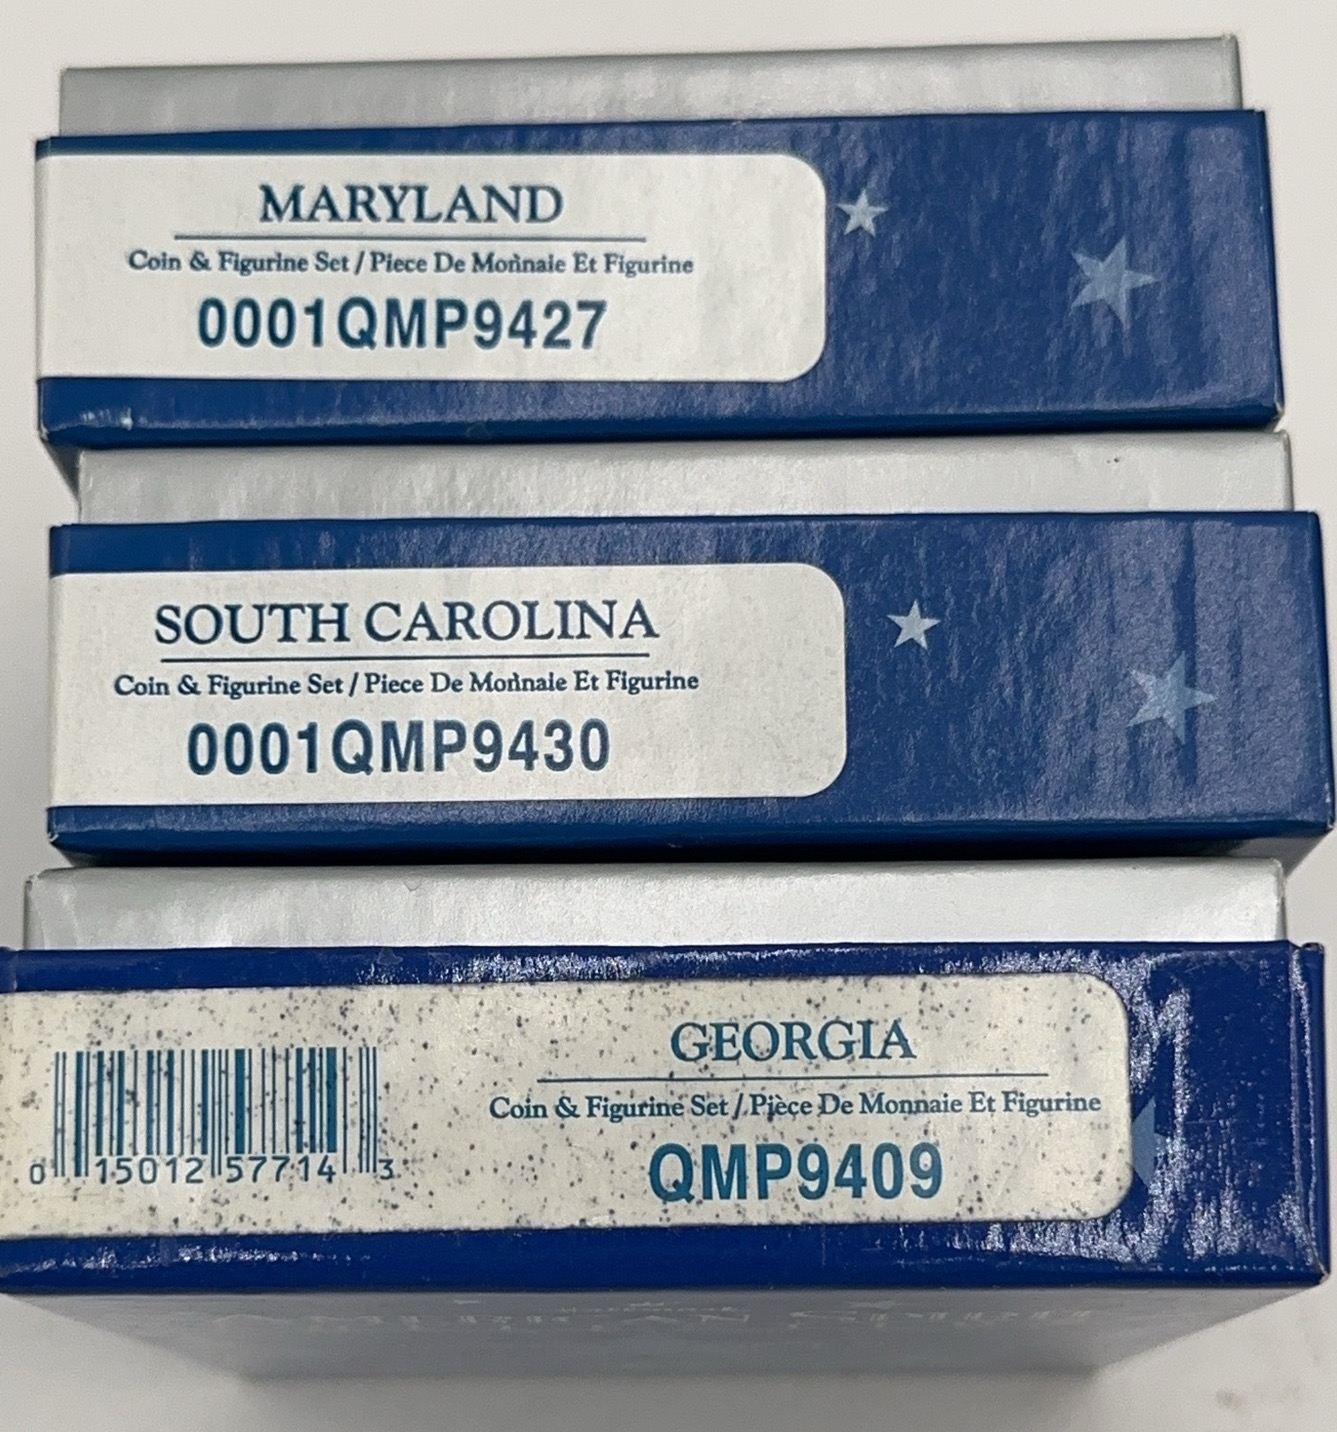 MARYLAND
Coin & Figurine Set / Piece De Monnaie Et Figurine
0001QMP9427
SOUTH CAROLINA
Coin & Figurine Set / Piece De Monnaie Et Figurine
0001QMP9430
GEORGIA
Coin & Figurine Set / Pièce De Monnaie Et Figurine
QMP9409
0 15012 57714 3